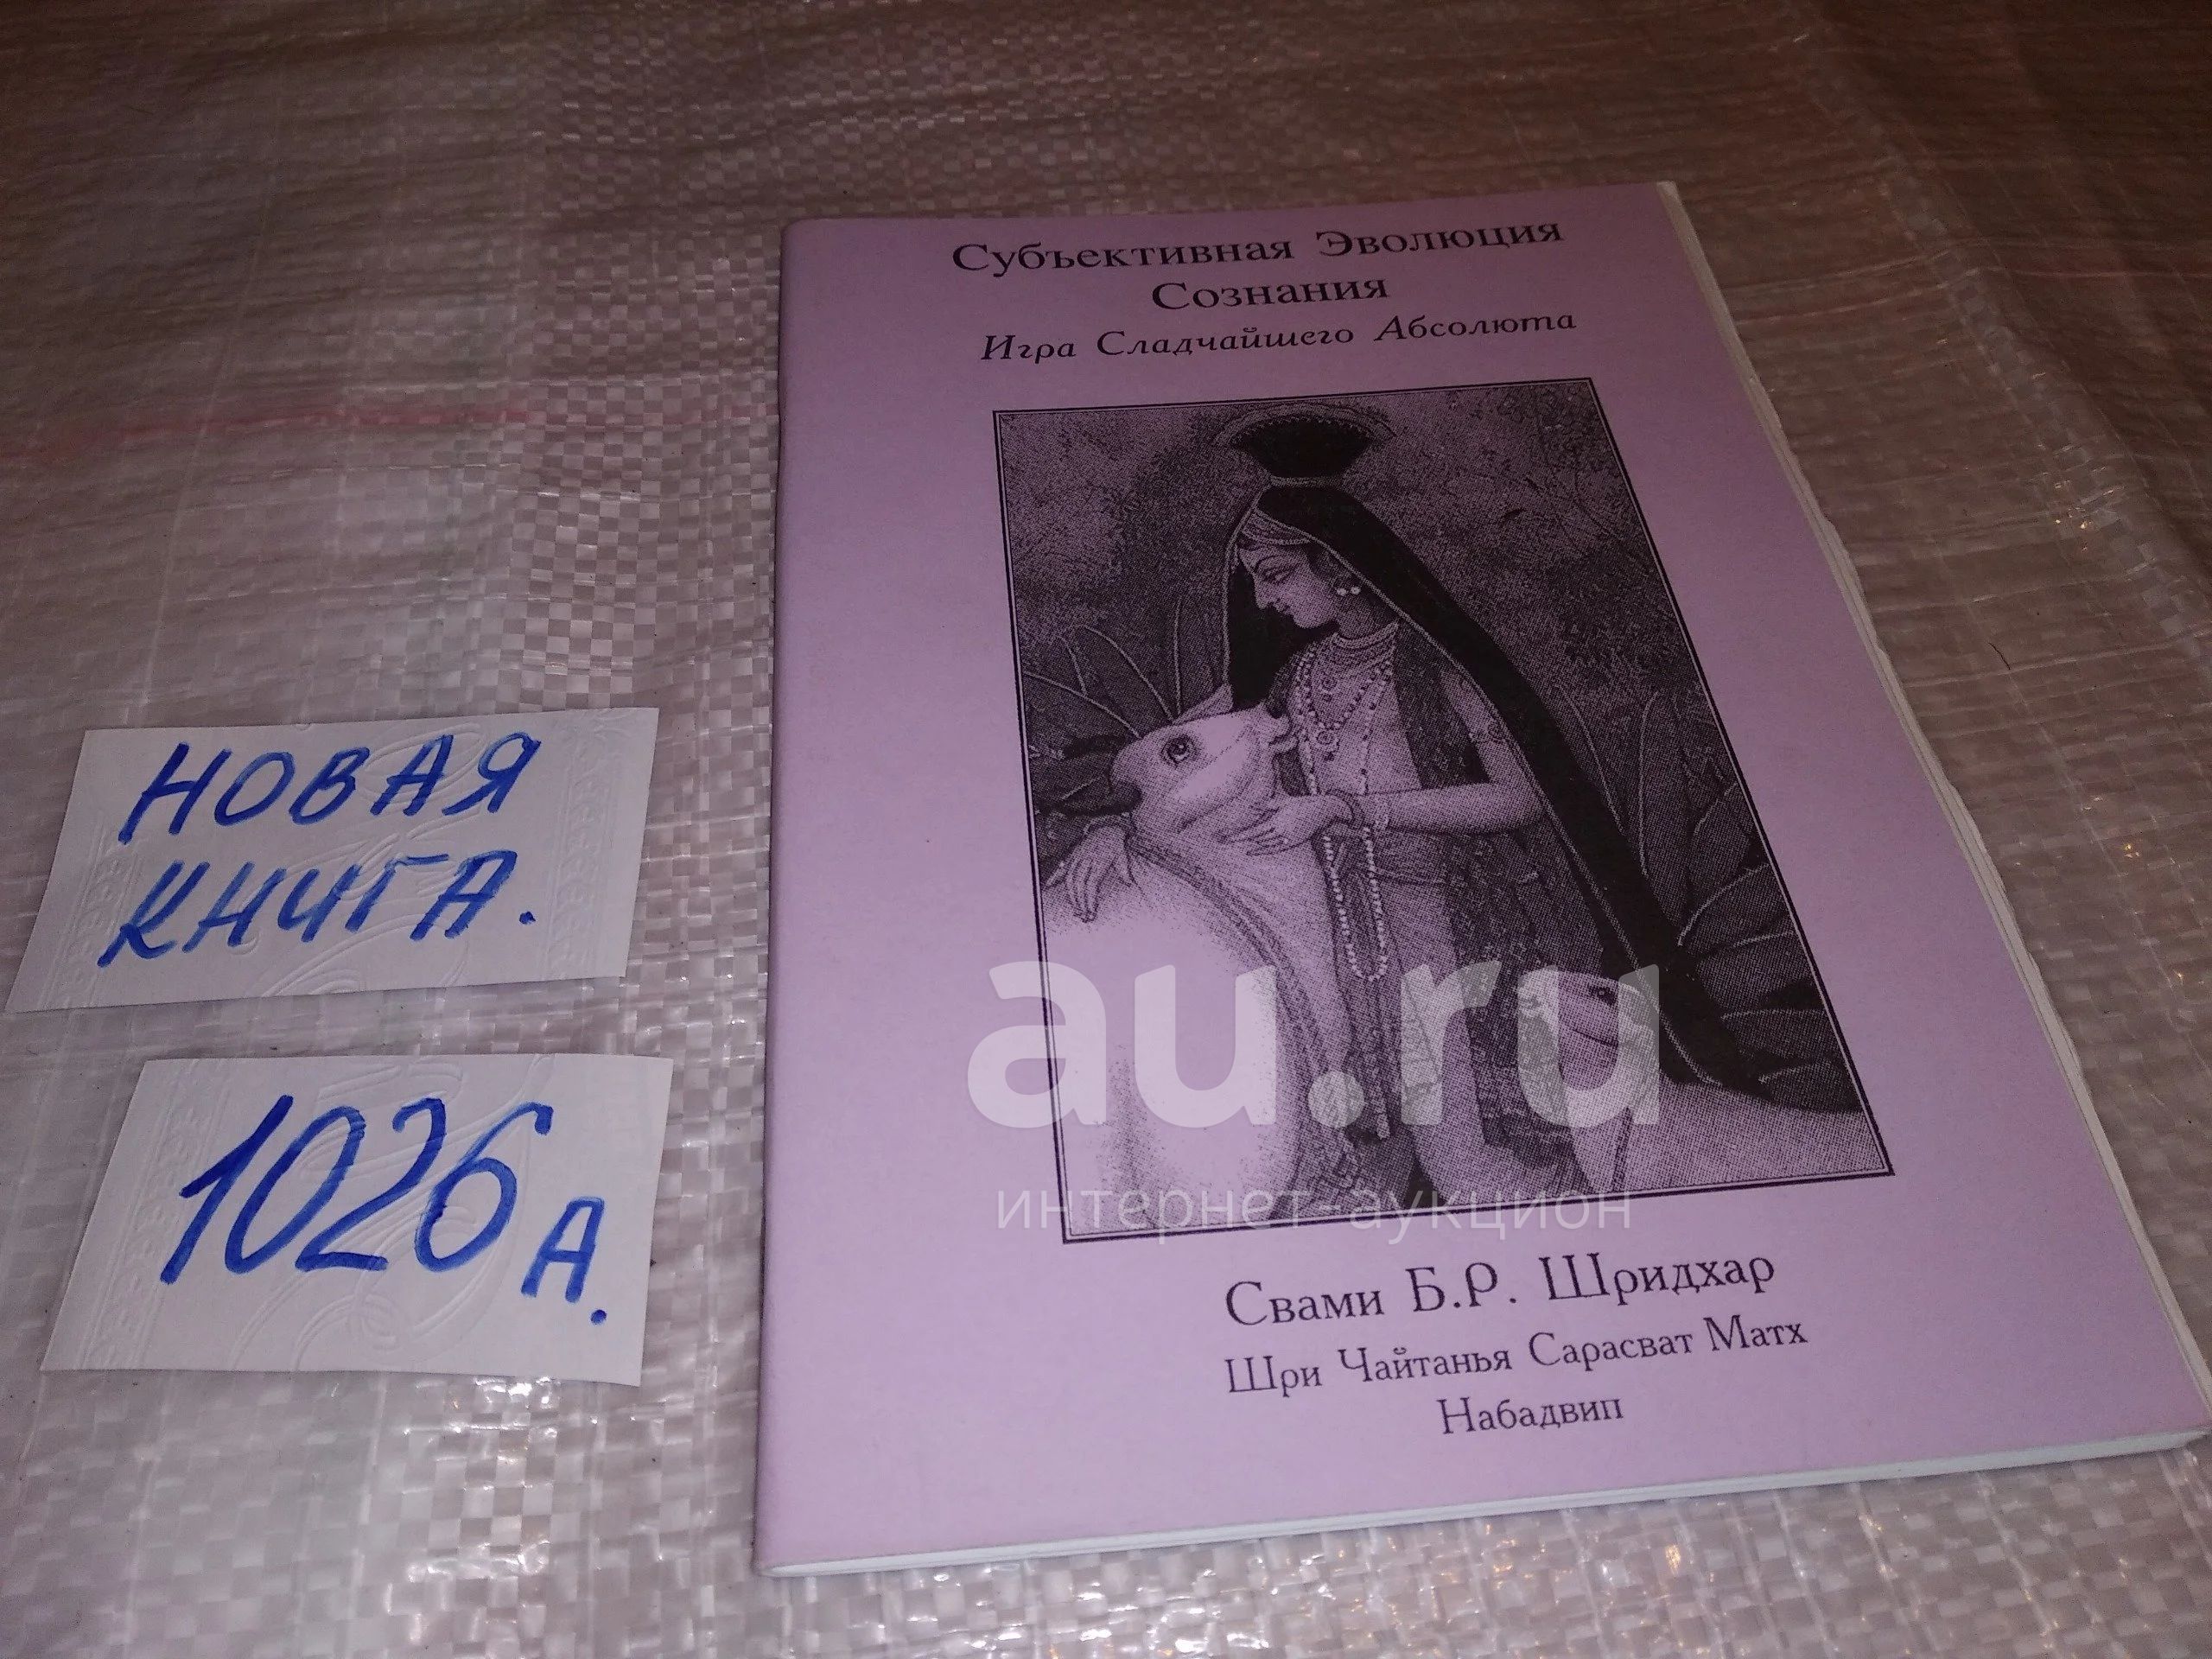 Субъективная Эволюция
Сознания
Игра Сладчайшего Абсолюта
НОВАЯ
КНИГА.
1026 А.
au.ru
интернет-аукцион
Свами Б.Р. Шридхар
Шри Чайтанья Сарасват Матх
Набадвип